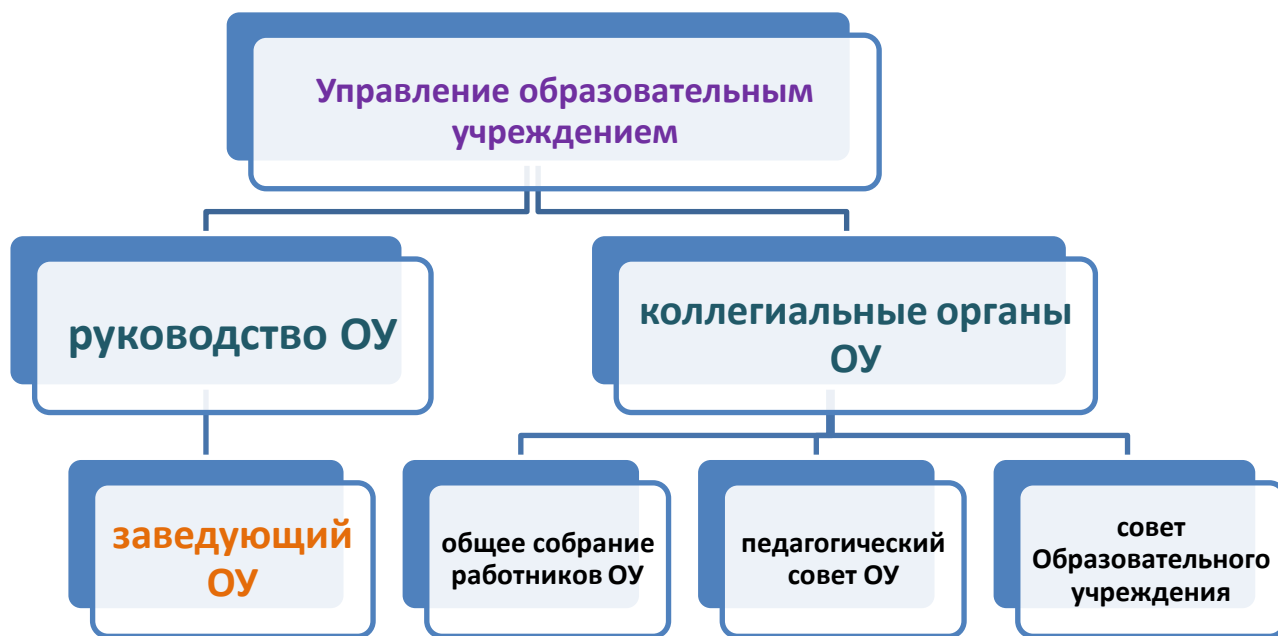 Управление образовательным
учреждением
руководство ОУ
коллегиальные органы
ОУ
заведующий
ОУ
общее собрание
работников ОУ
педагогический
совет ОУ
совет
Образовательного
учреждения